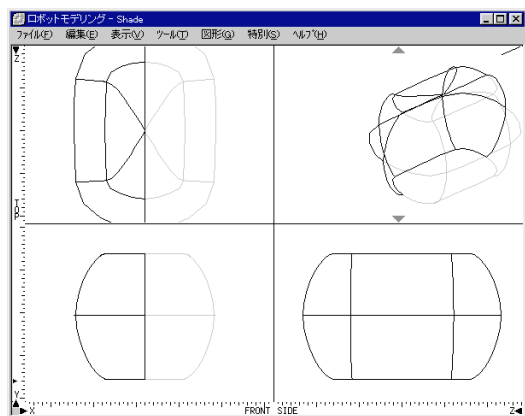 ロボットモデリング - Shade
ファイル(F) 編集(E) 表示(V) ツール(T) 図形(G) 特別(S) ヘルプ(H)
Z
TOP
Y
X FRONT SIDE Z